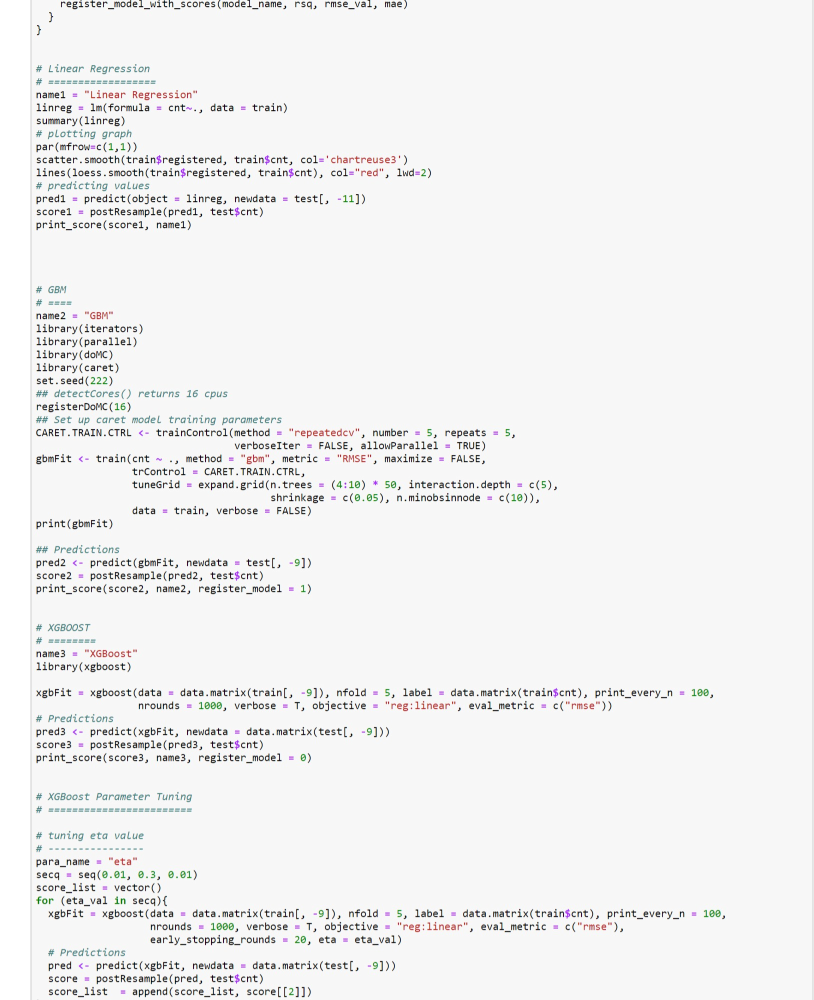 register_model_with_scores(model_name, rsq, rmse_val, mae)
  }
}
# Linear Regression
# ==================
name1 = "Linear Regression"
linreg = lm(formula = cnt~., data = train)
summary(linreg)
# plotting graph
par(mfrow=c(1,1))
scatter.smooth(train$registered, train$cnt, col='chartreuse3')
lines(loess.smooth(train$registered, train$cnt), col="red", lwd=2)
# predicting values
pred1 = predict(object = linreg, newdata = test[, -11])
score1 = postResample(pred1, test$cnt)
print_score(score1, name1)
# GBM
# ====
name2 = "GBM"
library(iterators)
library(parallel)
library(doMC)
library(caret)
set.seed(222)
## detectCores() returns 16 cpus
registerDoMC(16)
## Set up caret model training parameters
CARET.TRAIN.CTRL <- trainControl(method = "repeatedcv", number = 5, repeats = 5,
                                 verboseIter = FALSE, allowParallel = TRUE)
gbmFit <- train(cnt ~ ., method = "gbm", metric = "RMSE", maximize = FALSE,
                trControl = CARET.TRAIN.CTRL,
                tuneGrid = expand.grid(n.trees = (4:10) * 50, interaction.depth = c(5),
                                       shrinkage = c(0.05), n.minobsinnode = c(10)),
                data = train, verbose = FALSE)
print(gbmFit)
## Predictions
pred2 <- predict(gbmFit, newdata = test[, -9])
score2 = postResample(pred2, test$cnt)
print_score(score2, name2, register_model = 1)
# XGBOOST
# ========
name3 = "XGBoost"
library(xgboost)
xgbFit = xgboost(data = data.matrix(train[, -9]), nfold = 5, label = data.matrix(train$cnt), print_every_n = 100,
                 nrounds = 1000, verbose = T, objective = "reg:linear", eval_metric = c("rmse"))
# Predictions
pred3 <- predict(xgbFit, newdata = data.matrix(test[, -9]))
score3 = postResample(pred3, test$cnt)
print_score(score3, name3, register_model = 0)
# XGBoost Parameter Tuning
# ========================
# tuning eta value
# ----------------
para_name = "eta"
secq = seq(0.01, 0.3, 0.01)
score_list = vector()
for (eta_val in secq){
  xgbFit = xgboost(data = data.matrix(train[, -9]), nfold = 5, label = data.matrix(train$cnt), print_every_n = 100,
                   nrounds = 1000, verbose = T, objective = "reg:linear", eval_metric = c("rmse"),
                   early_stopping_rounds = 20, eta = eta_val)
  # Predictions
  pred <- predict(xgbFit, newdata = data.matrix(test[, -9]))
  score = postResample(pred, test$cnt)
  score_list  = append(score_list, score[[2]])